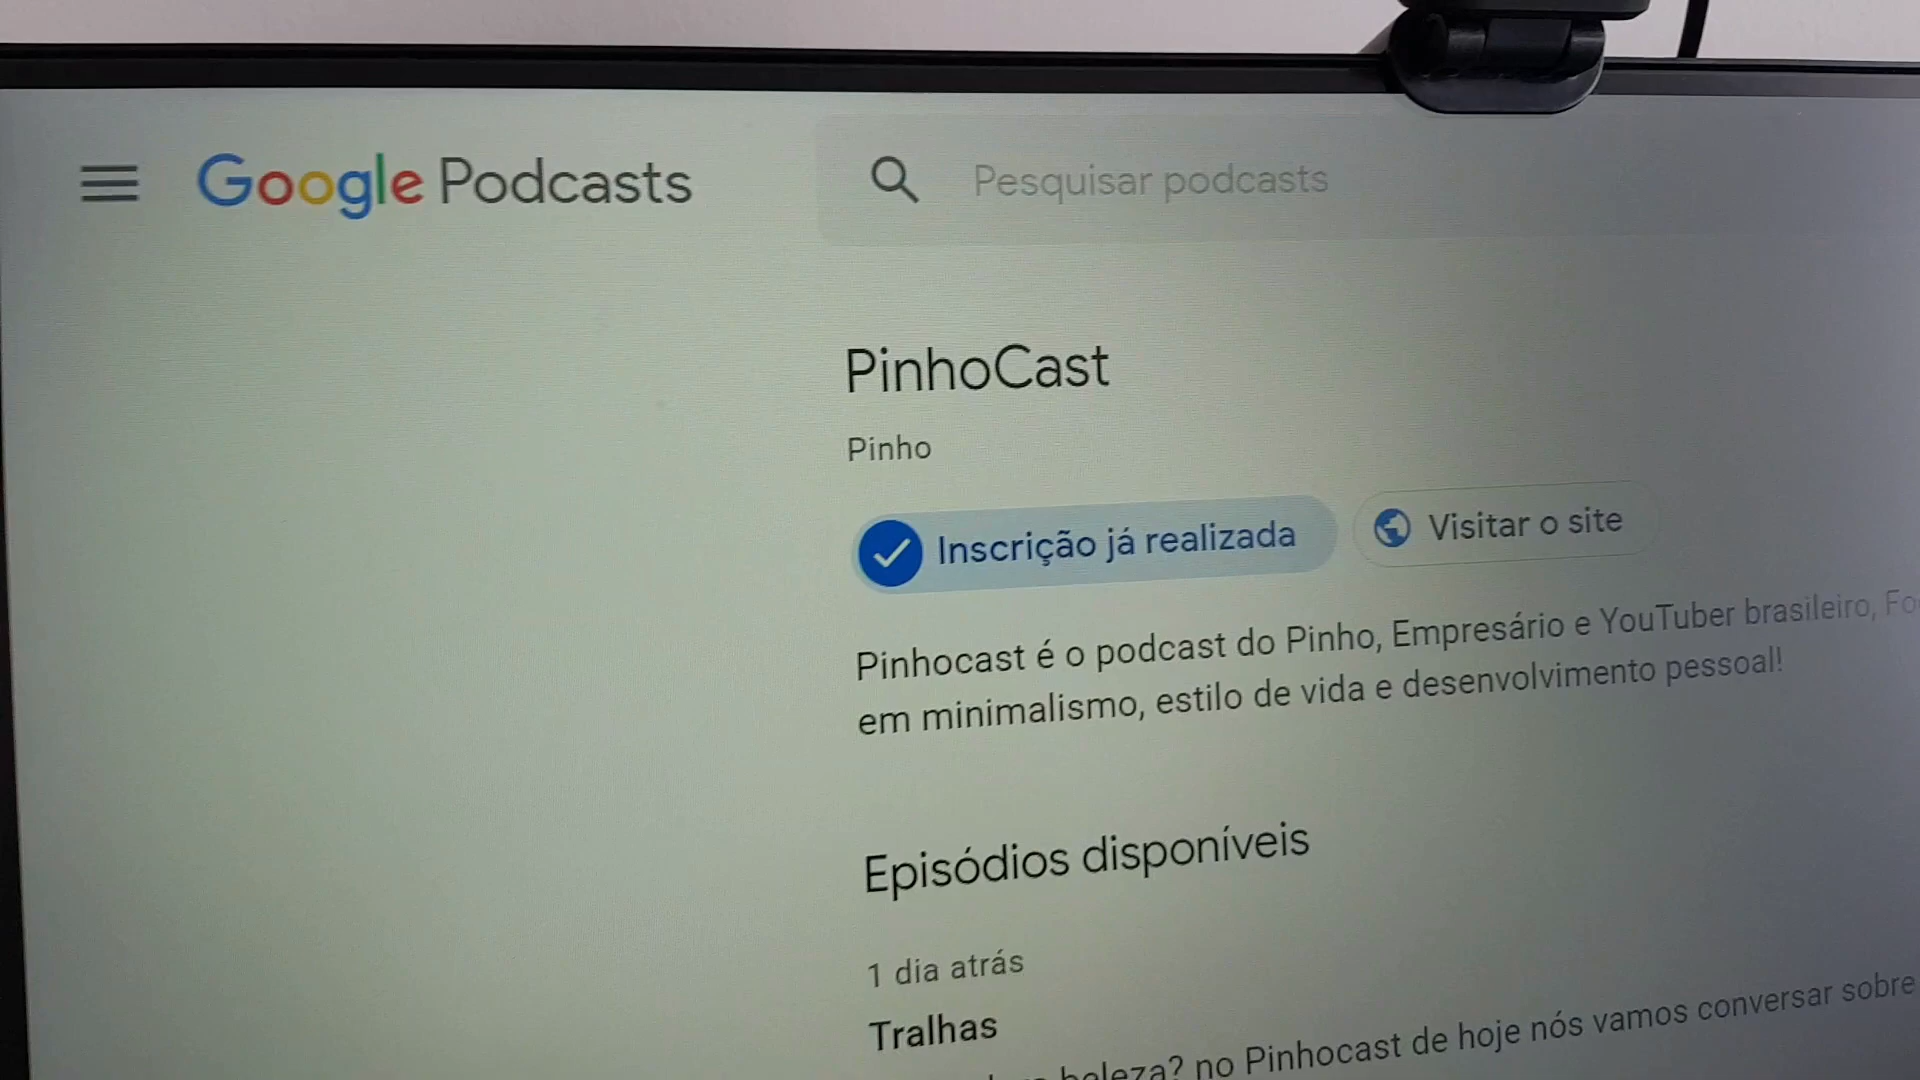 Google Podcasts
Pesquisar podcasts
PinhoCast
Pinho
Inscrição já realizada
Visitar o site
Pinhocast é o podcast do Pinho, Empresário e YouTuber brasileiro,
em minimalismo, estilo de vida e desenvolvimento pessoal!
Episódios disponíveis
1 dia atrás
Tralhas
beleza? no Pinhocast de hoje nós vamos conversar sobre